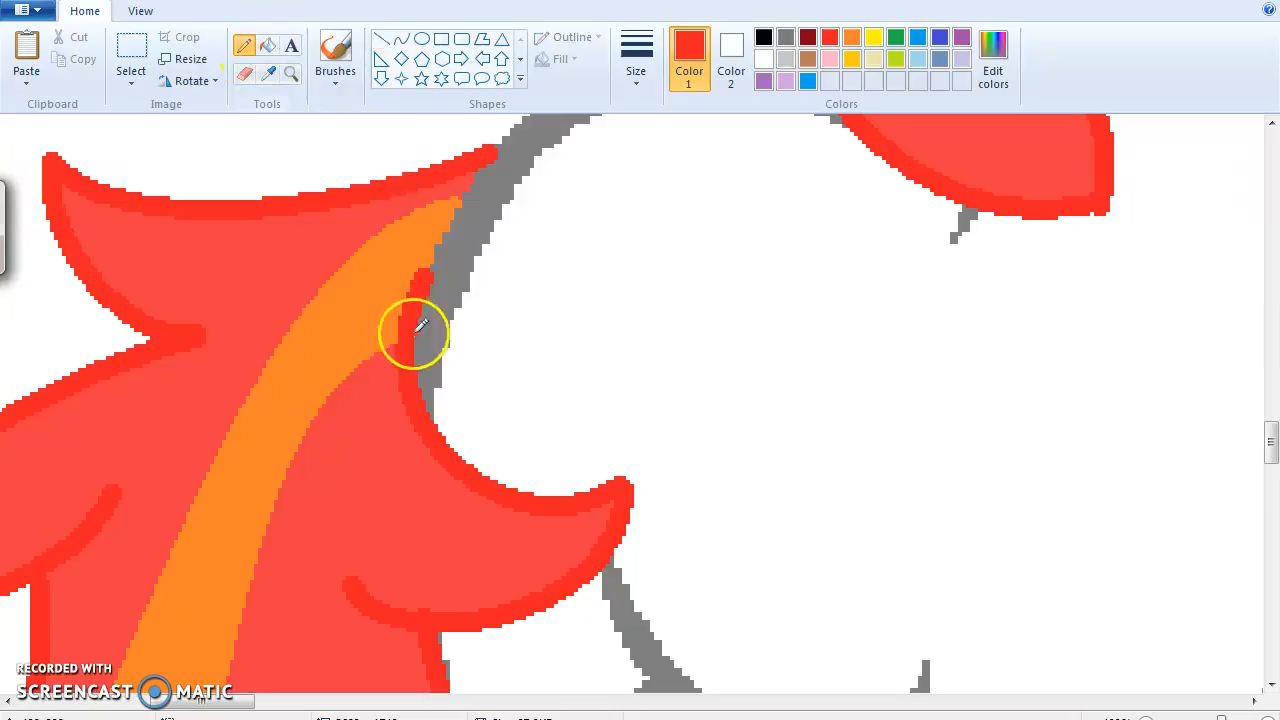 Home View
Cut
Copy
Paste
Clipboard
Select
Crop
Resize
Rotate
Image
A
Tools
Brushes
Outline
Fill
Shapes
Size
Color 1
Color 2
Edit colors
Colors
RECORDED WITH
SCREENCAST MATIC